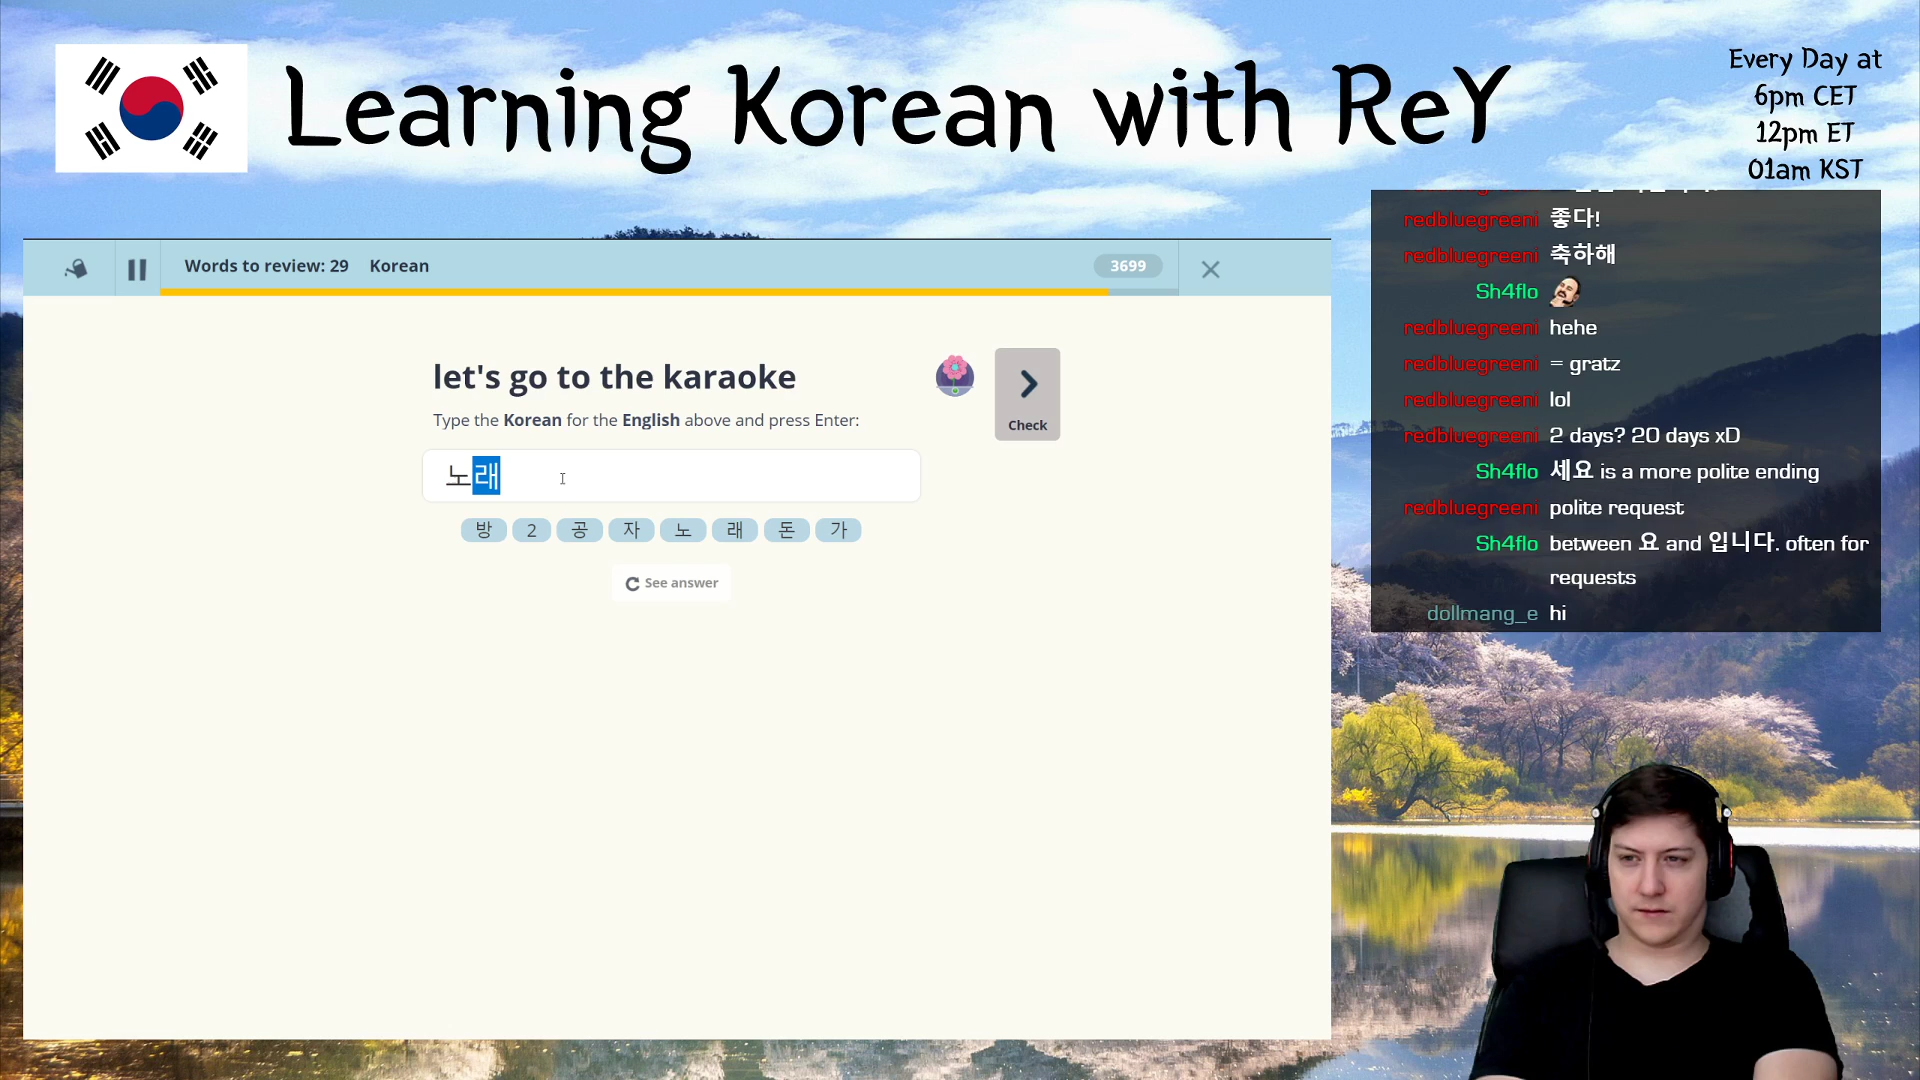 Learning Korean with ReY
Every Day at
6pm CET
12pm ET
01am KST
Words to review: 29 Korean
3699
let's go to the karaoke
Type the Korean for the English above and press Enter:
Check
노래
방 2 공 자 노 래 돈 가
See answer
redbluegreeni 좋다!
redbluegreeni 축하해
Sh4flo
redbluegreeni hehe
redbluegreeni = gratz
redbluegreeni lol
redbluegreeni 2 days? 20 days xD
Sh4flo 세요 is a more polite ending
redbluegreeni polite request
Sh4flo between 요 and 입니다. often for
requests
dollmang_e hi